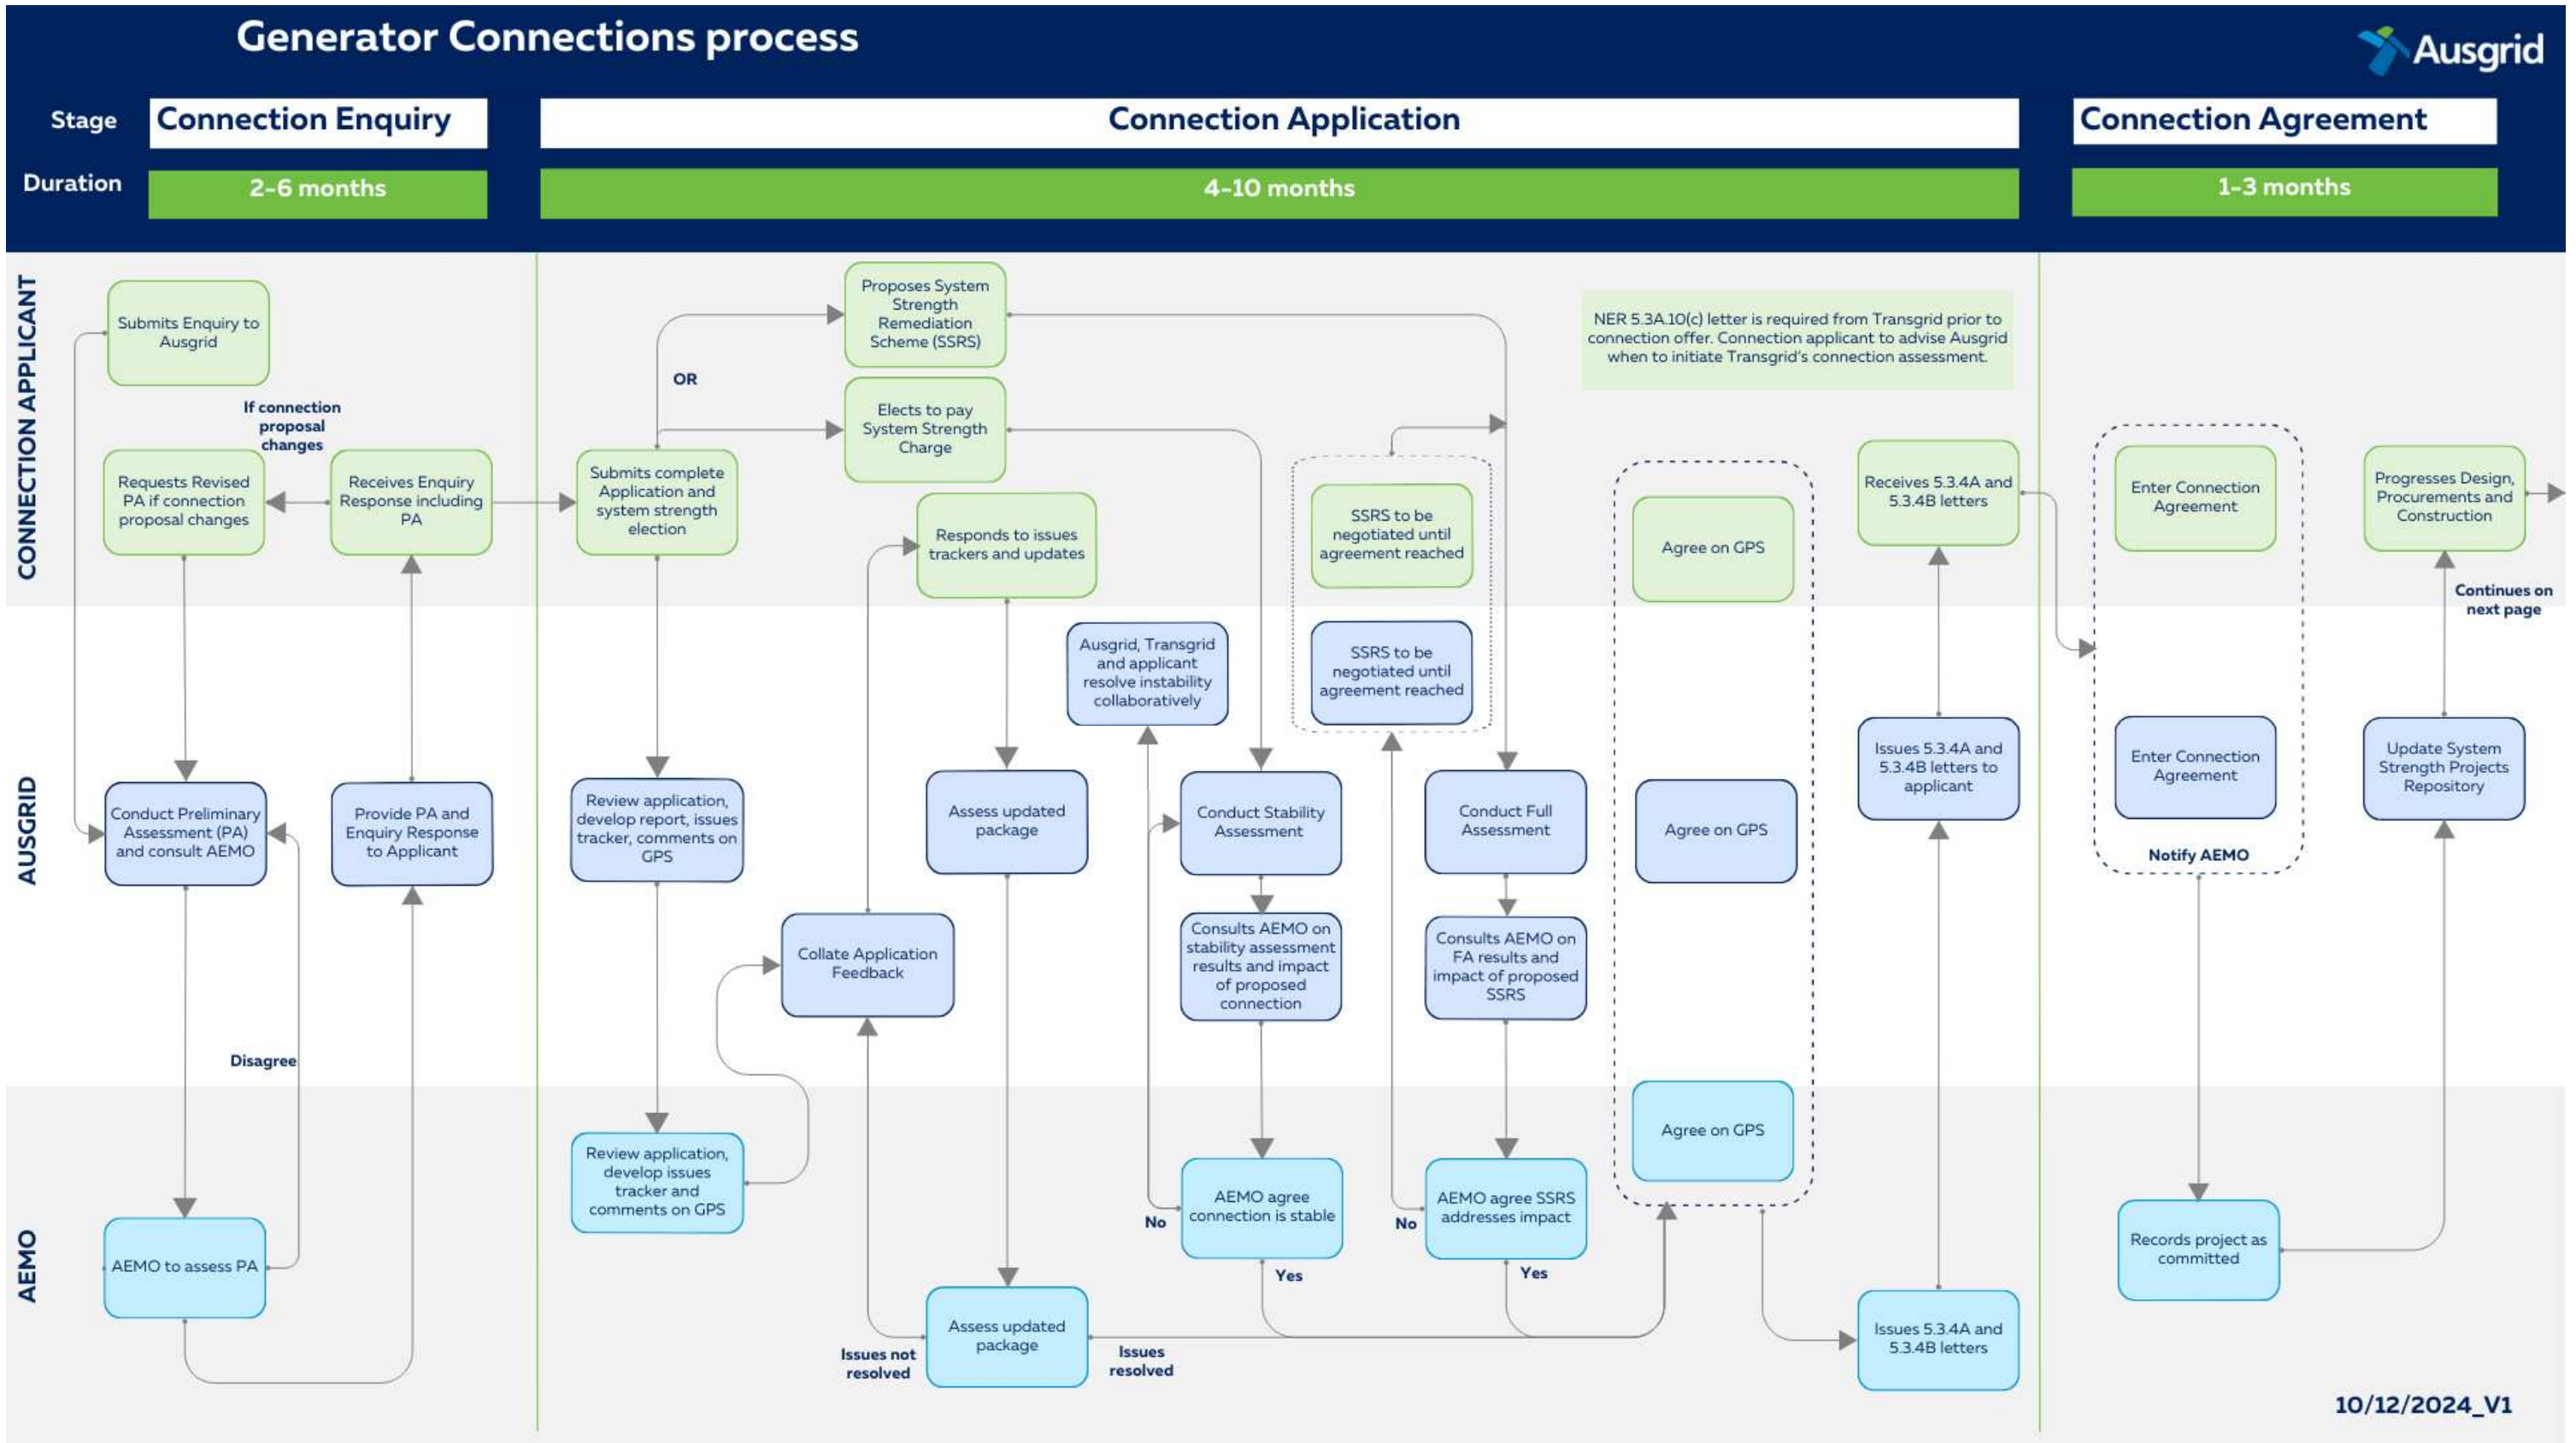 Generator Connections process
Ausgrid
Stage
Connection Enquiry
Connection Application
Connection Agreement
Duration
2-6 months
4-10 months
1-3 months
CONNECTION APPLICANT
Submits Enquiry to
Ausgrid
If connection
proposal
changes
Requests Revised
PA if connection
proposal changes
Receives Enquiry
Response including
PA
Submits complete
Application and
system strength
election
OR
Proposes System
Strength
Remediation
Scheme (SSRS)
Elects to pay
System Strength
Charge
Responds to issues
trackers and updates
SSRS to be
negotiated until
agreement reached
NER 5.3A.10(c) letter is required from Transgrid prior to
connection offer. Connection applicant to advise Ausgrid
when to initiate Transgrid's connection assessment.
Agree on GPS
Receives 5.3.4A and
5.3.4B letters
Enter Connection
Agreement
Progresses Design,
Procurements and
Construction
Continues on
next page
AUSGRID
Conduct Preliminary
Assessment (PA)
and consult AEMO
Provide PA and
Enquiry Response
to Applicant
Disagree
Review application,
develop report, issues
tracker, comments on
GPS
Collate Application
Feedback
Assess updated
package
Ausgrid, Transgrid
and applicant
resolve instability
collaboratively
Conduct Stability
Assessment
Consults AEMO on
stability assessment
results and impact
of proposed
connection
SSRS to be
negotiated until
agreement reached
Conduct Full
Assessment
Consults AEMO on
FA results and
impact of proposed
SSRS
Agree on GPS
Issues 5.3.4A and
5.3.4B letters to
applicant
Enter Connection
Agreement
Notify AEMO
Update System
Strength Projects
Repository
AEMO
AEMO to assess PA
Review application,
develop issues
tracker and
comments on GPS
Issues not
resolved
Assess updated
package
Issues
resolved
No
AEMO agree
connection is stable
Yes
No
AEMO agree SSRS
addresses impact
Yes
Agree on GPS
Issues 5.3.4A and
5.3.4B letters
Records project as
committed
10/12/2024_V1